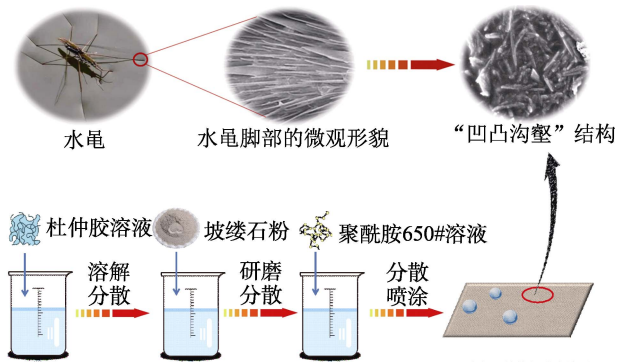 水黾
水黾脚部的微观形貌
“凹凸沟壑”结构
杜仲胶溶液
坡缕石粉
聚酰胺650#溶液
溶解
分散
研磨
分散
分散
喷涂